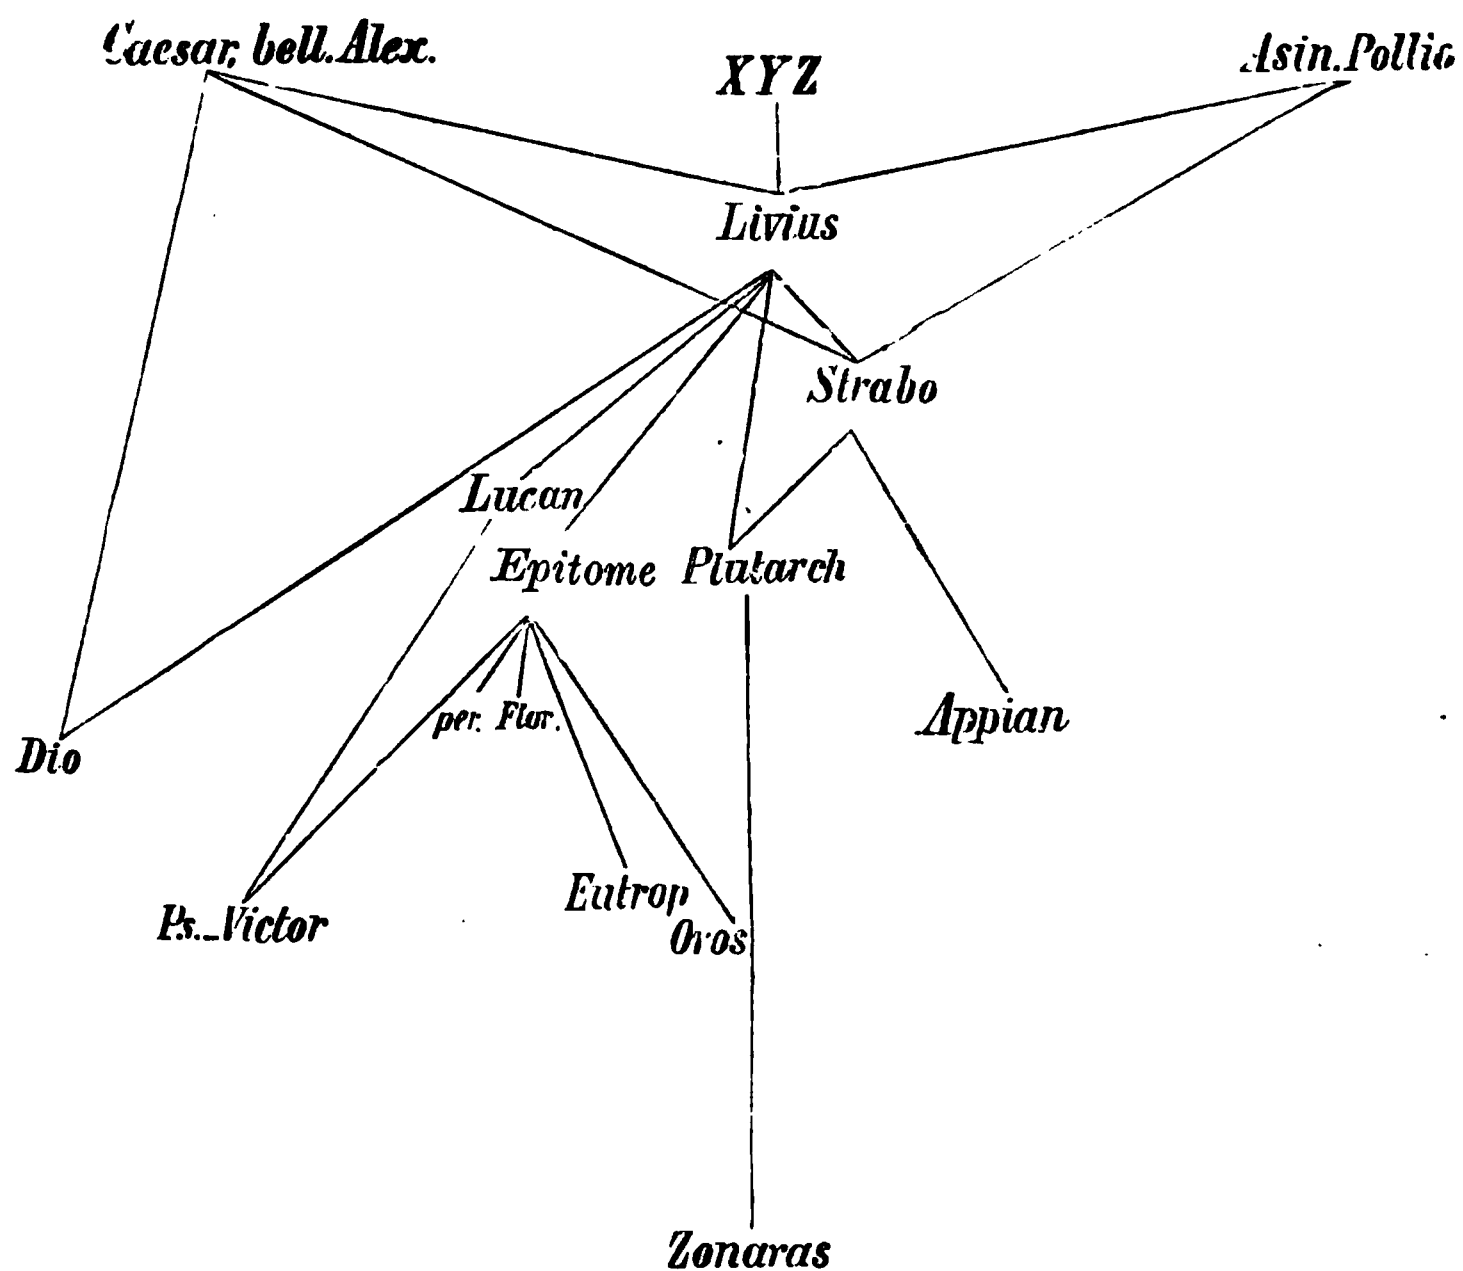 Caesar, bell. Alex.
XYZ
Asin. Pollio
Livius
Strabo
Lucan
Epitome
Plutarch
per.
Flor.
Appian
Dio
Ps._Victor
Eutrop
Oros
Zonaras